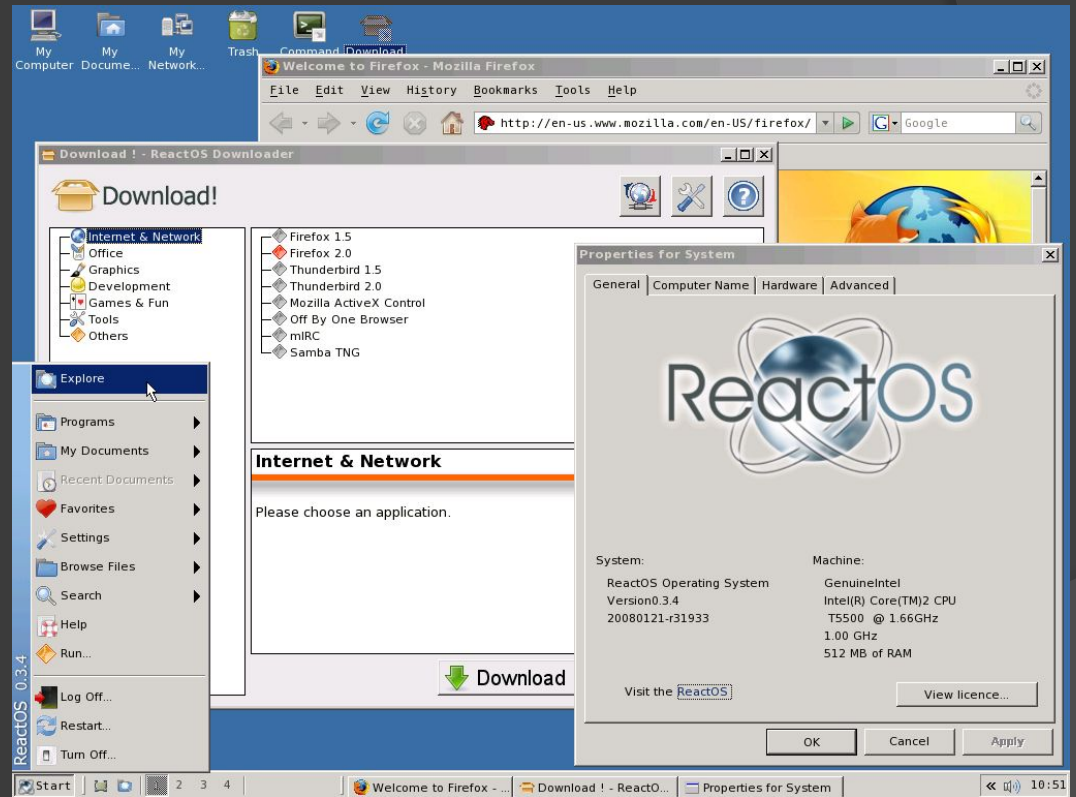 My Computer
My Docume...
My Network...
Trash
Command
Download
Welcome to Firefox - Mozilla Firefox
File Edit View History Bookmarks Tools Help
http://en-us.www.mozilla.com/en-US/firefox/
G Google
Download ! - ReactOS Downloader
Download!
Internet & Network
Office
Graphics
Development
Games & Fun
Tools
Others
Firefox 1.5
Firefox 2.0
Thunderbird 1.5
Thunderbird 2.0
Mozilla ActiveX Control
Off By One Browser
mIRC
Samba TNG
Internet & Network
Please choose an application.
Download
Properties for System
General Computer Name Hardware Advanced
ReactOS
System:
ReactOS Operating System
Version0.3.4
20080121-r31933
Machine:
GenuineIntel
Intel(R) Core(TM)2 CPU
T5500 @ 1.66GHz
1.00 GHz
512 MB of RAM
Visit the ReactOS
View licence...
OK Cancel Apply
Explore
Programs
My Documents
Recent Documents
Favorites
Settings
Browse Files
Search
Help
Run...
Log Off...
Restart...
Turn Off...
ReactOS 0.3.4
Start 1 2 3 4 Welcome to Firefox - ... Download ! - ReactO... Properties for System « 10:51